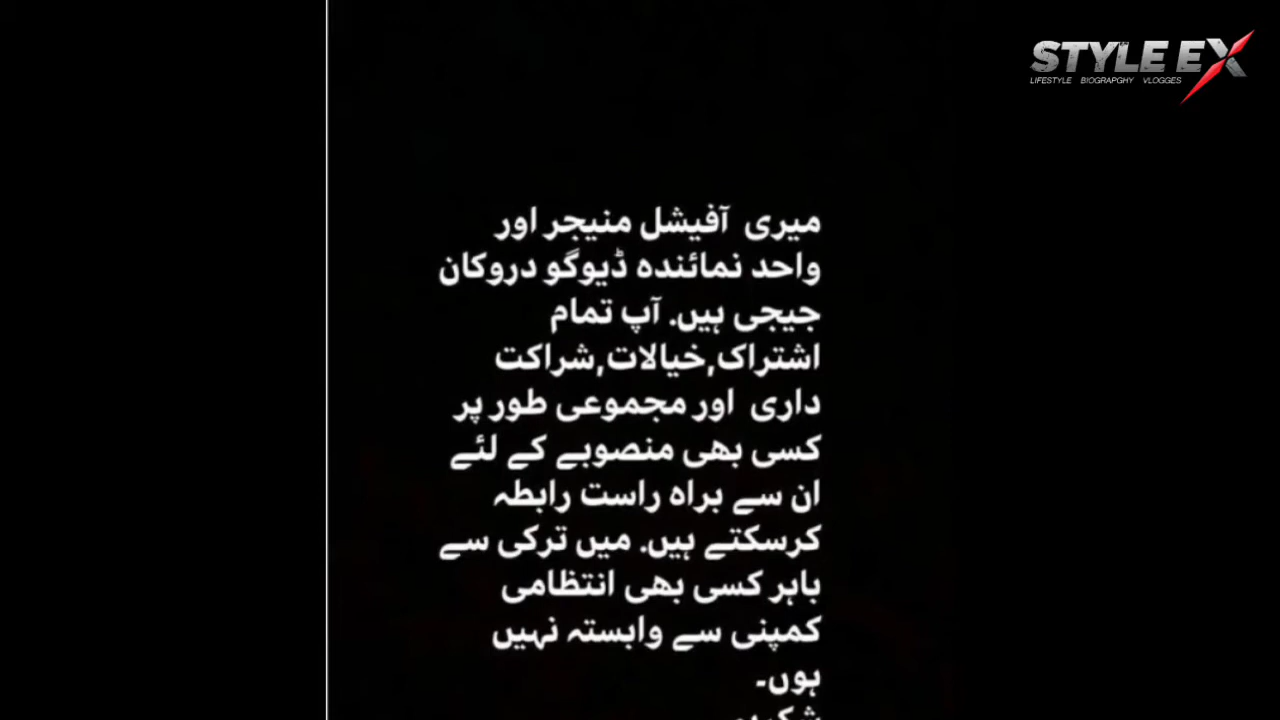 STYLE EX
LIFESTYLE BIOGRAPGHY VLOGGES
میری آفیشل منیجر اور
واحد نمائندہ ڈیوگو دروکان
جیجی ہیں. آپ تمام
اشتراک,خیالات,شراکت
داری اور مجموعی طور پر
کسی بھی منصوبے کے لئے
ان سے براہ راست رابطہ
کرسکتے ہیں. میں ترکی سے
باہر کسی بھی انتظامی
کمپنی سے وابستہ نہیں
ہوں۔